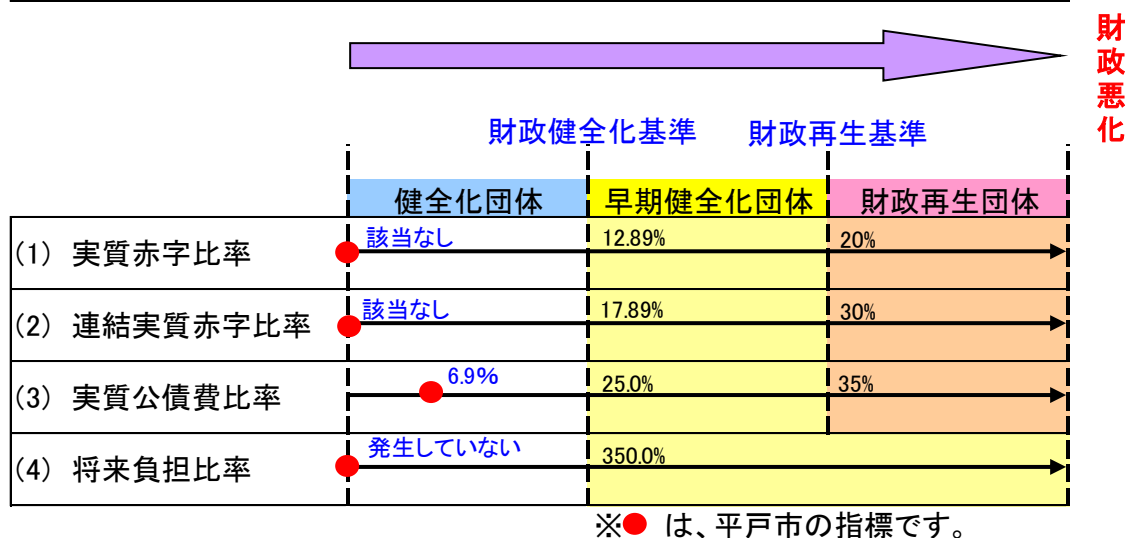 財政悪化
財政健全化基準 財政再生基準
健全化団体 早期健全化団体 財政再生団体
(1) 実質赤字比率 該当なし 12.89% 20%
(2) 連結実質赤字比率 該当なし 17.89% 30%
(3) 実質公債費比率 6.9% 25.0% 35%
(4) 将来負担比率 発生していない 350.0%
※● は、平戸市の指標です。